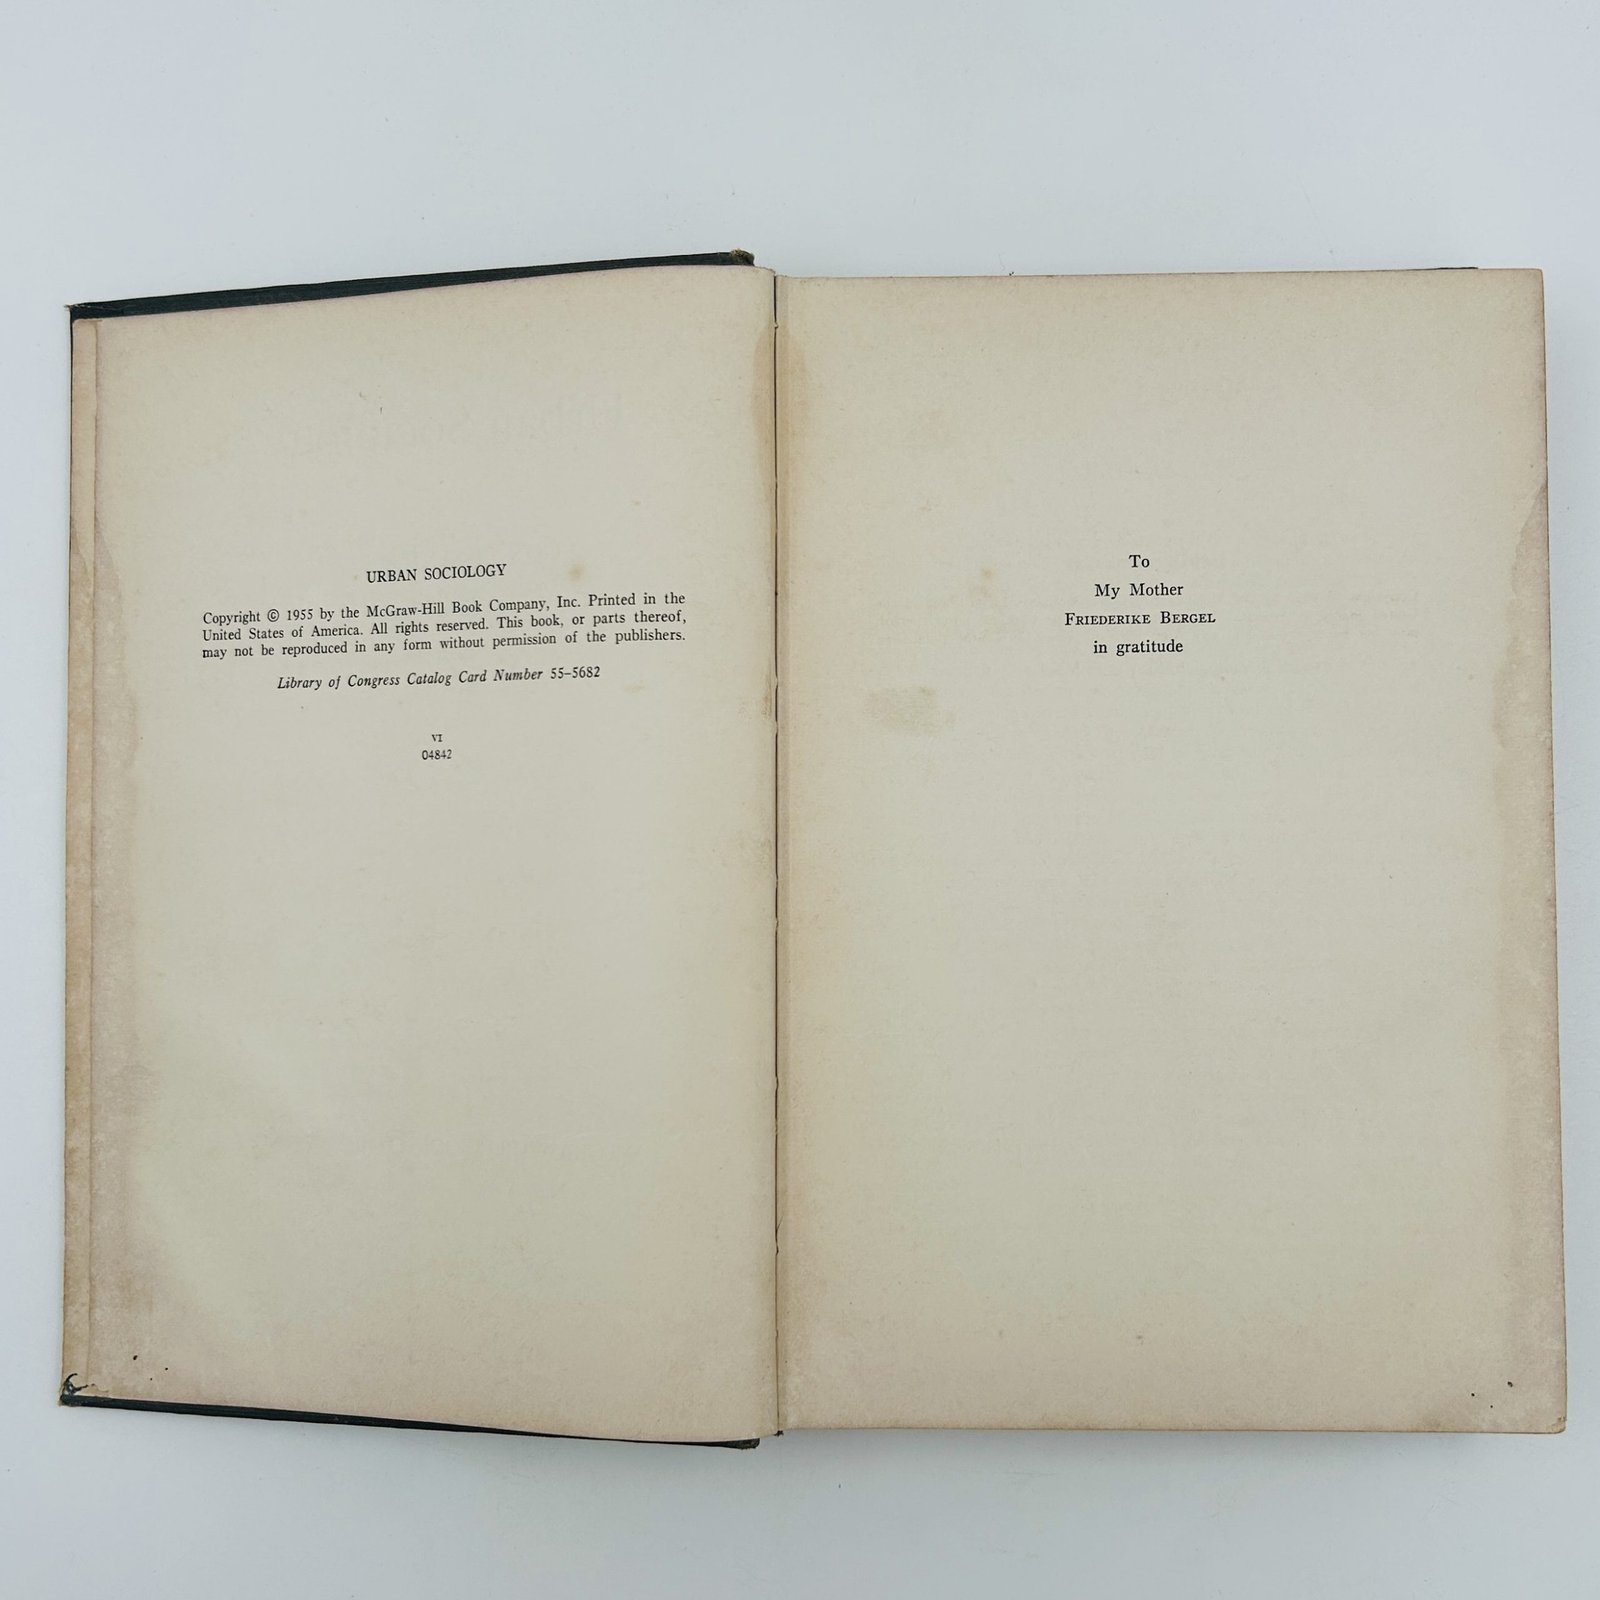 URBAN SOCIOLOGY
Copyright © 1955 by the McGraw-Hill Book Company, Inc. Printed in the
United States of America. All rights reserved. This book, or parts thereof,
may not be reproduced in any form without permission of the publishers.
Library of Congress Catalog Card Number 55–5682
VI
04842
To
My Mother
FRIEDERIKE BERGEL
in gratitude